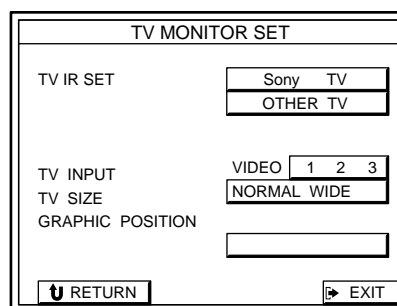 TV MONITOR SET
TV IR SET
Sony TV
OTHER TV
TV INPUT
VIDEO 1 2 3
TV SIZE
NORMAL WIDE
GRAPHIC POSITION
RETURN
EXIT